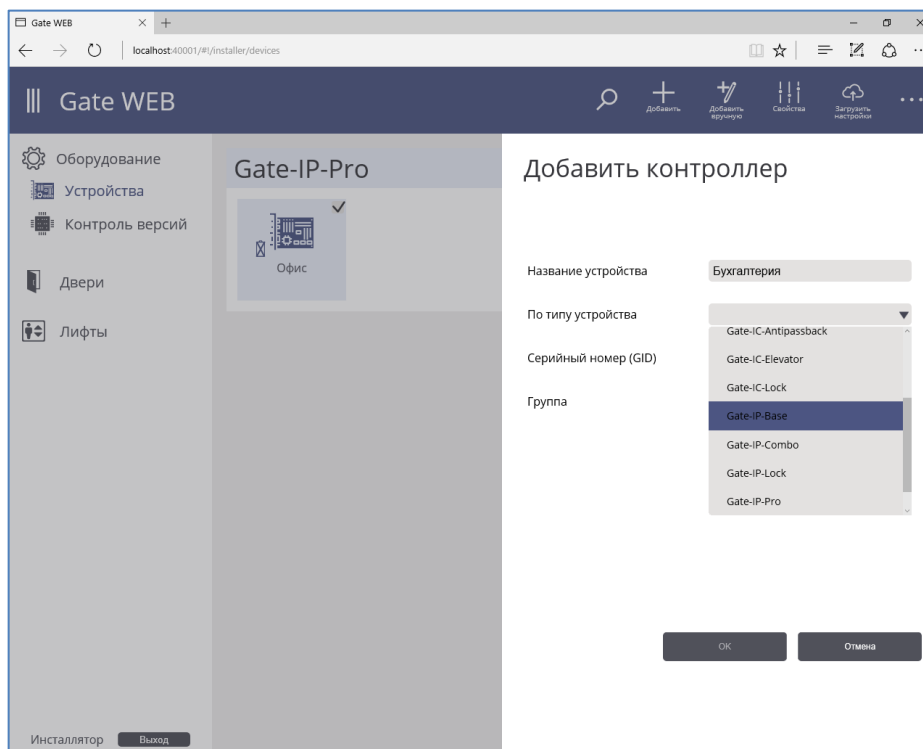 Gate WEB
localhost:40001/#!/installer/devices
Gate WEB
Добавить
Добавить
вручную
Свойства
Загрузить
настройки
Оборудование
Устройства
Контроль версий
Двери
Лифты
Gate-IP-Pro
Офис
Добавить контроллер
Название устройства
Бухгалтерия
По типу устройства
Gate-IC-Antipassback
Gate-IC-Elevator
Gate-IC-Lock
Gate-IP-Base
Gate-IP-Combo
Gate-IP-Lock
Gate-IP-Pro
Серийный номер (GID)
Группа
OK
Отмена
Инсталлятор
Выход